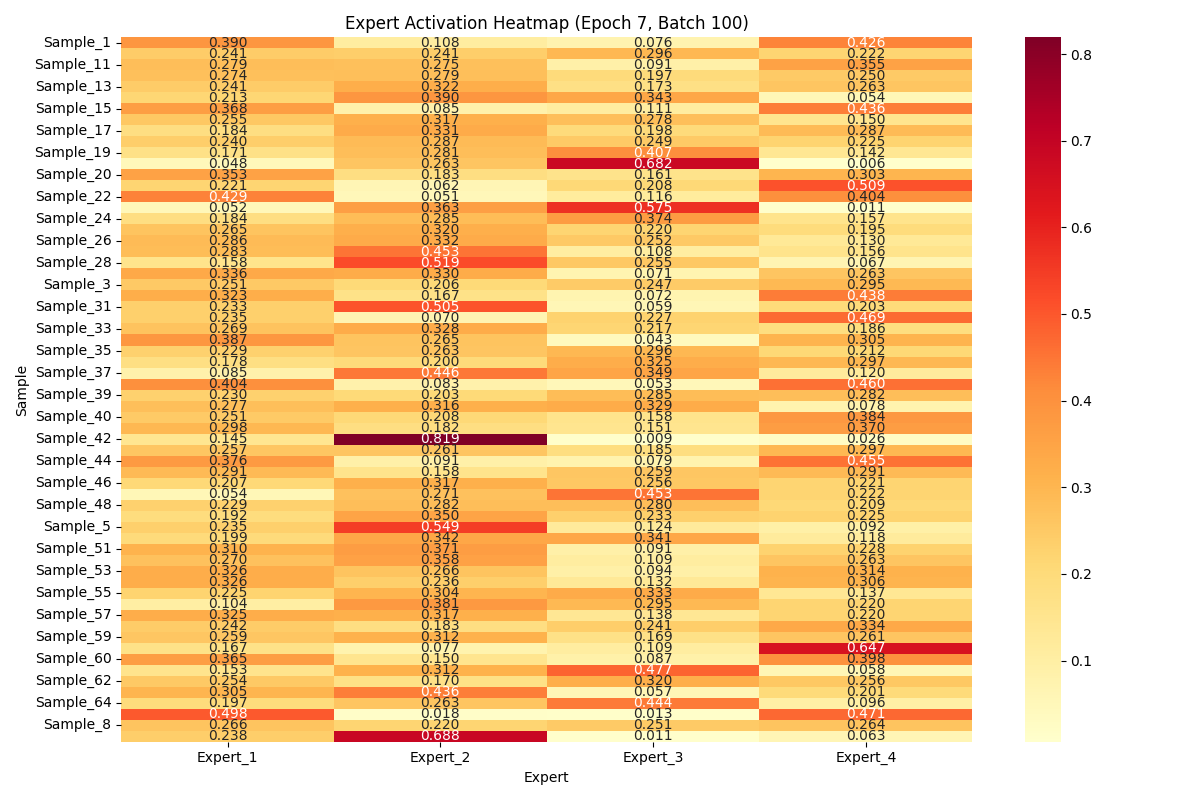 Expert Activation Heatmap (Epoch 7, Batch 100)
Sample_1 0.390 0.108 0.076 0.426
0.241 0.241 0.296 0.222
Sample_11 0.279 0.275 0.091 0.355
0.274 0.279 0.197 0.250
Sample_13 0.241 0.322 0.173 0.263
0.213 0.390 0.343 0.054
Sample_15 0.368 0.085 0.111 0.436
0.255 0.317 0.278 0.150
Sample_17 0.184 0.331 0.198 0.287
0.240 0.287 0.249 0.225
Sample_19 0.171 0.281 0.407 0.142
0.048 0.263 0.682 0.006
Sample_20 0.353 0.183 0.161 0.303
0.221 0.062 0.208 0.509
Sample_22 0.429 0.051 0.116 0.404
0.052 0.363 0.575 0.011
Sample_24 0.184 0.285 0.374 0.157
0.265 0.320 0.220 0.195
Sample_26 0.286 0.332 0.252 0.130
0.283 0.453 0.108 0.156
Sample_28 0.158 0.519 0.255 0.067
0.336 0.330 0.071 0.263
Sample_3 0.251 0.206 0.247 0.295
0.323 0.167 0.072 0.438
Sample_31 0.233 0.505 0.059 0.203
0.235 0.070 0.227 0.469
Sample_33 0.269 0.328 0.217 0.186
0.387 0.265 0.043 0.305
Sample_35 0.229 0.263 0.296 0.212
0.178 0.200 0.325 0.297
Sample_37 0.085 0.446 0.349 0.120
0.404 0.083 0.053 0.460
Sample_39 0.230 0.203 0.285 0.282
0.277 0.316 0.329 0.078
Sample_40 0.251 0.208 0.158 0.384
0.298 0.182 0.151 0.370
Sample_42 0.145 0.819 0.009 0.026
0.257 0.261 0.185 0.297
Sample_44 0.376 0.091 0.079 0.455
0.291 0.158 0.259 0.291
Sample_46 0.207 0.317 0.256 0.221
0.054 0.271 0.453 0.222
Sample_48 0.229 0.282 0.280 0.209
0.192 0.350 0.233 0.225
Sample_5 0.235 0.549 0.124 0.092
0.199 0.342 0.341 0.118
Sample_51 0.310 0.371 0.091 0.228
0.270 0.358 0.109 0.263
Sample_53 0.326 0.266 0.094 0.314
0.326 0.236 0.132 0.306
Sample_55 0.225 0.304 0.333 0.137
0.104 0.381 0.295 0.220
Sample_57 0.325 0.317 0.138 0.220
0.242 0.183 0.241 0.334
Sample_59 0.259 0.312 0.169 0.261
0.167 0.077 0.109 0.647
Sample_60 0.365 0.150 0.087 0.398
0.153 0.312 0.477 0.058
Sample_62 0.254 0.170 0.320 0.256
0.305 0.436 0.057 0.201
Sample_64 0.197 0.263 0.444 0.096
0.498 0.018 0.013 0.471
Sample_8 0.266 0.220 0.251 0.264
0.238 0.688 0.011 0.063
Expert_1 Expert_2 Expert_3 Expert_4
Expert
Sample
0.8
0.7
0.6
0.5
0.4
0.3
0.2
0.1